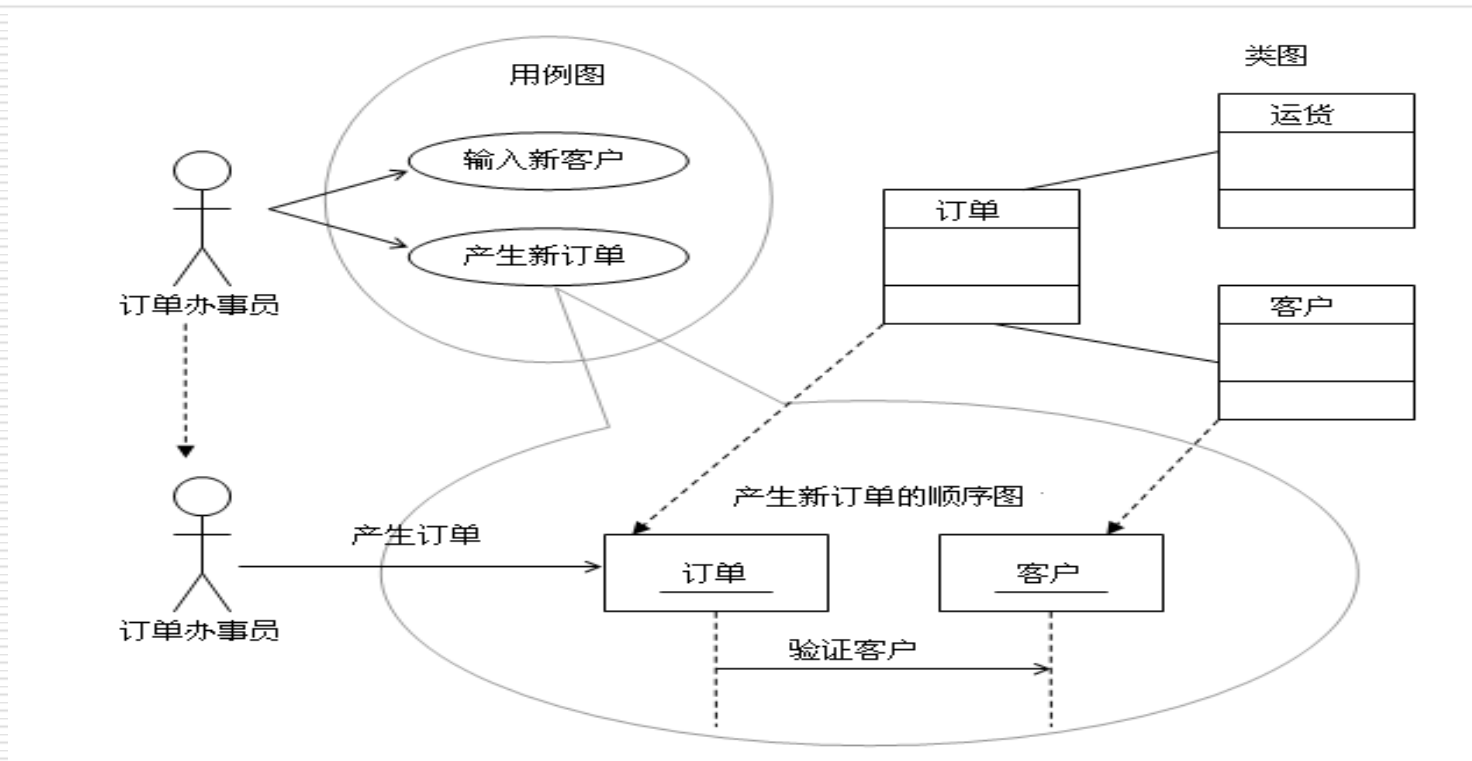 类图
用例图
运货
输入新客户
订单
产生新订单
订单办事员
客户
产生新订单的顺序图
产生订单
订单
客户
订单办事员
验证客户